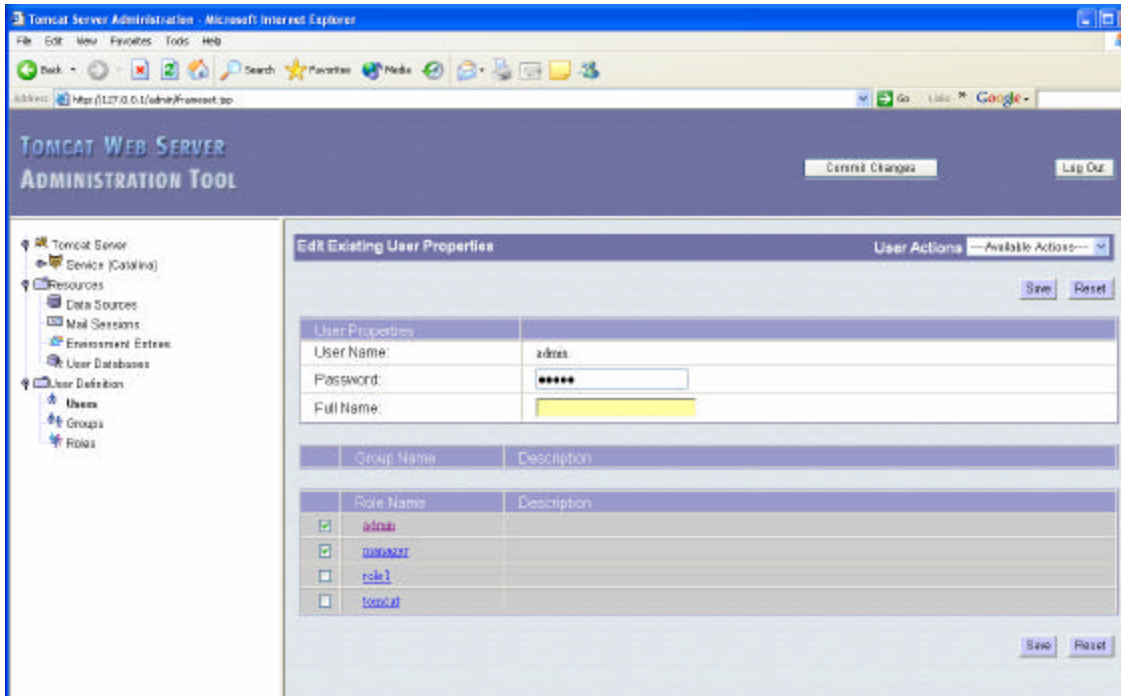 Tomcat Server Administration - Microsoft Internet Explorer
File Edit View Favorites Tools Help
Back Search Favorites Media
Address http://127.0.0.1/admin/frameset.jsp Go Links » Google
TOMCAT WEB SERVER
ADMINISTRATION TOOL
Commit Changes Log Out
Tomcat Server
Service (Catalina)
Resources
Data Sources
Mail Sessions
Environment Entries
User Databases
User Definition
Users
Groups
Roles
Edit Existing User Properties User Actions ----Available Actions----
Save Reset
User Properties
User Name: admin
Password: •••••
Full Name:
Group Name Description
Role Name Description
admin
manager
role1
tomcat
Save Reset